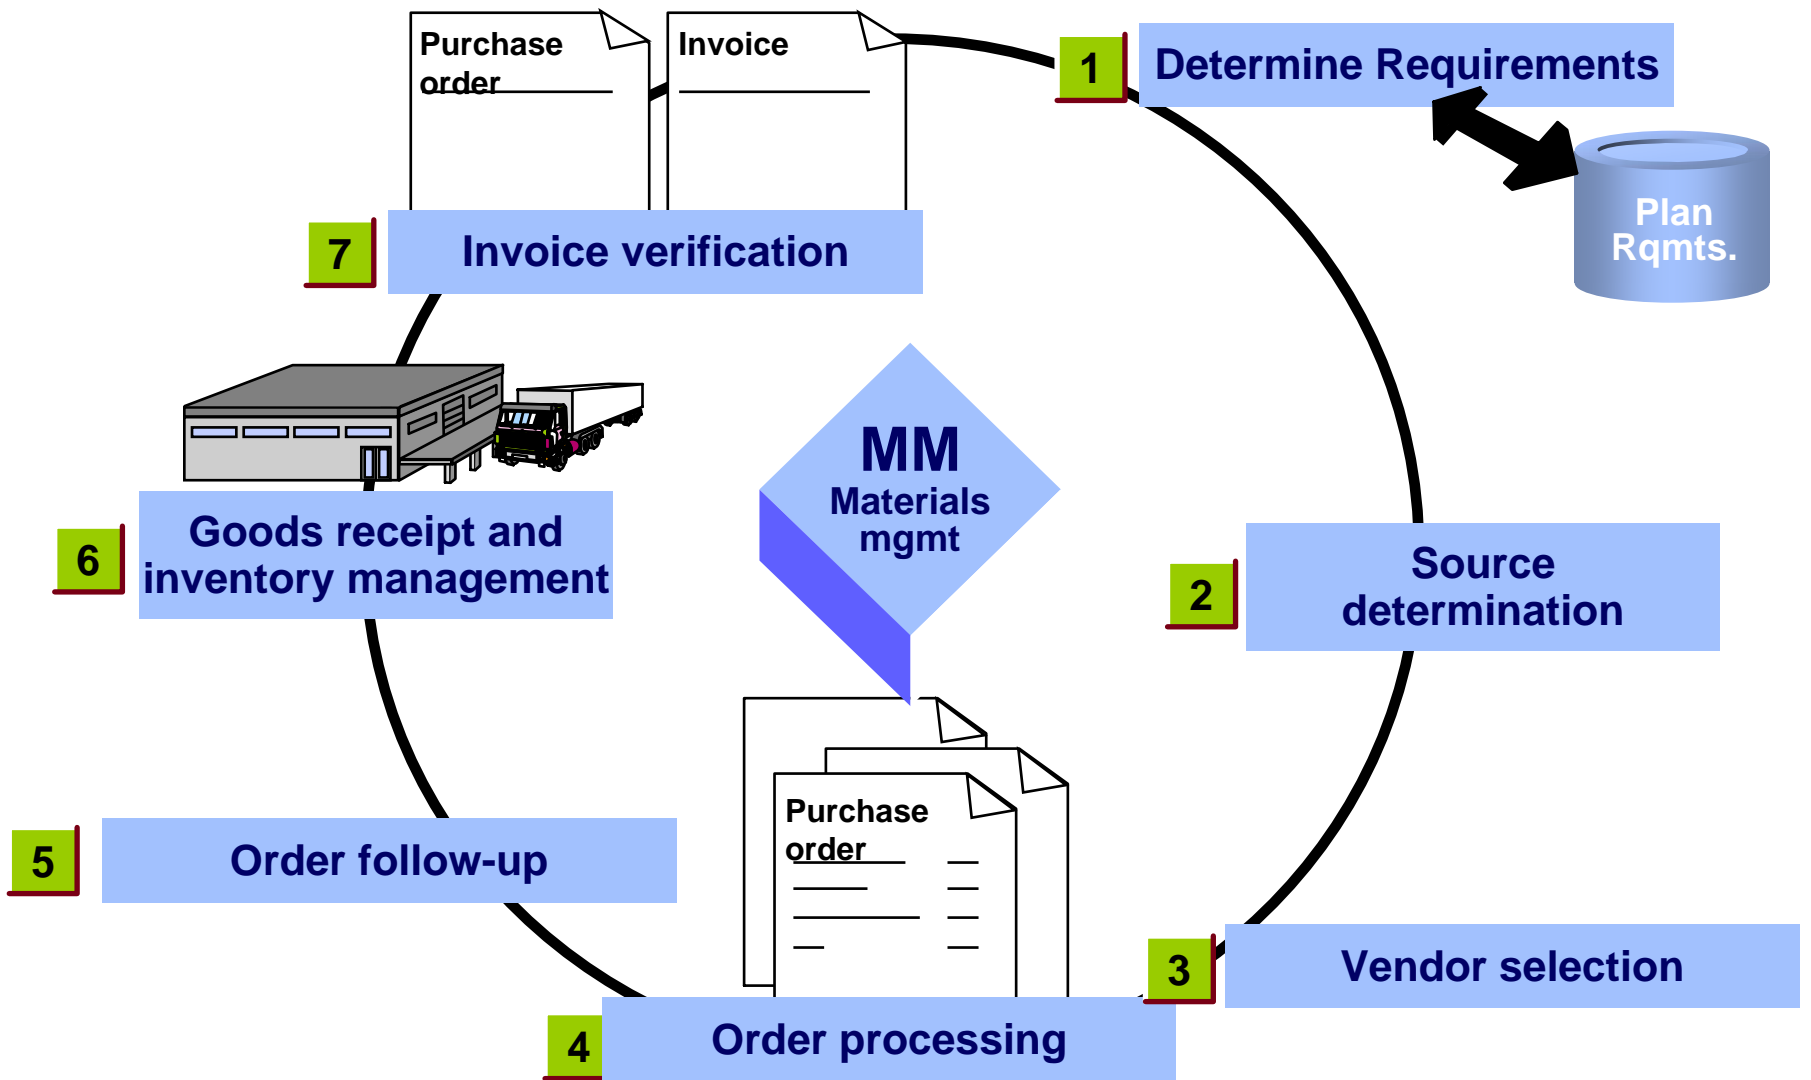 Purchase
order
Invoice
1
Determine Requirements
Plan
Rqmts.
7
Invoice verification
MM
Materials
mgmt
6
Goods receipt and
inventory management
2
Source
determination
Purchase
order
5
Order follow-up
3
Vendor selection
4
Order processing